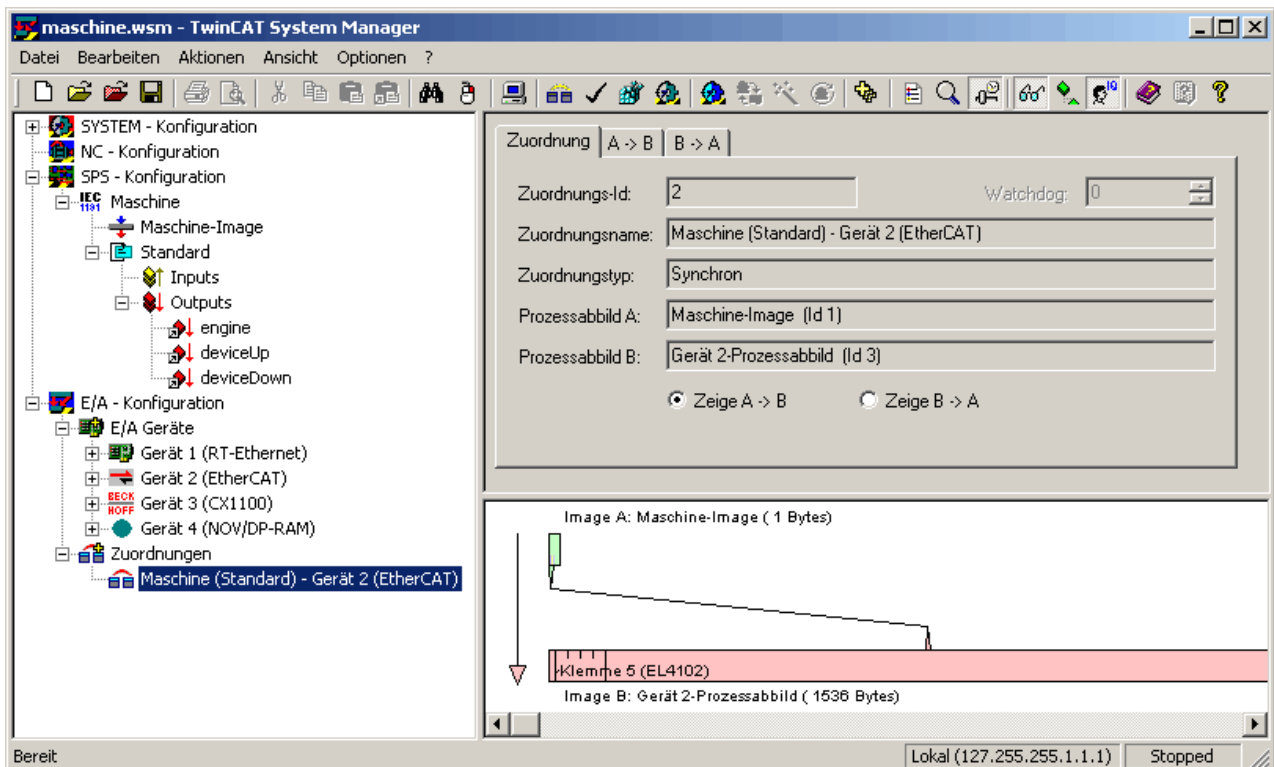 maschine.wsm - TwinCAT System Manager
Datei Bearbeiten Aktionen Ansicht Optionen ?
SYSTEM - Konfiguration
NC - Konfiguration
SPS - Konfiguration
IEC 1131 Maschine
Maschine-Image
Standard
Inputs
Outputs
engine
deviceUp
deviceDown
E/A - Konfiguration
E/A Geräte
Gerät 1 (RT-Ethernet)
Gerät 2 (EtherCAT)
BECK HOFF Gerät 3 (CX1100)
Gerät 4 (NOV/DP-RAM)
Zuordnungen
Maschine (Standard) - Gerät 2 (EtherCAT)
Zuordnung A -> B B -> A
Zuordnungs-Id: 2 Watchdog: 0
Zuordnungsname: Maschine (Standard) - Gerät 2 (EtherCAT)
Zuordnungstyp: Synchron
Prozessabbild A: Maschine-Image (Id 1)
Prozessabbild B: Gerät 2-Prozessabbild (Id 3)
Zeige A -> B Zeige B -> A
Image A: Maschine-Image ( 1 Bytes)
Klemme 5 (EL4102)
Image B: Gerät 2-Prozessabbild ( 1536 Bytes)
Bereit Lokal (127.255.255.1.1.1) Stopped